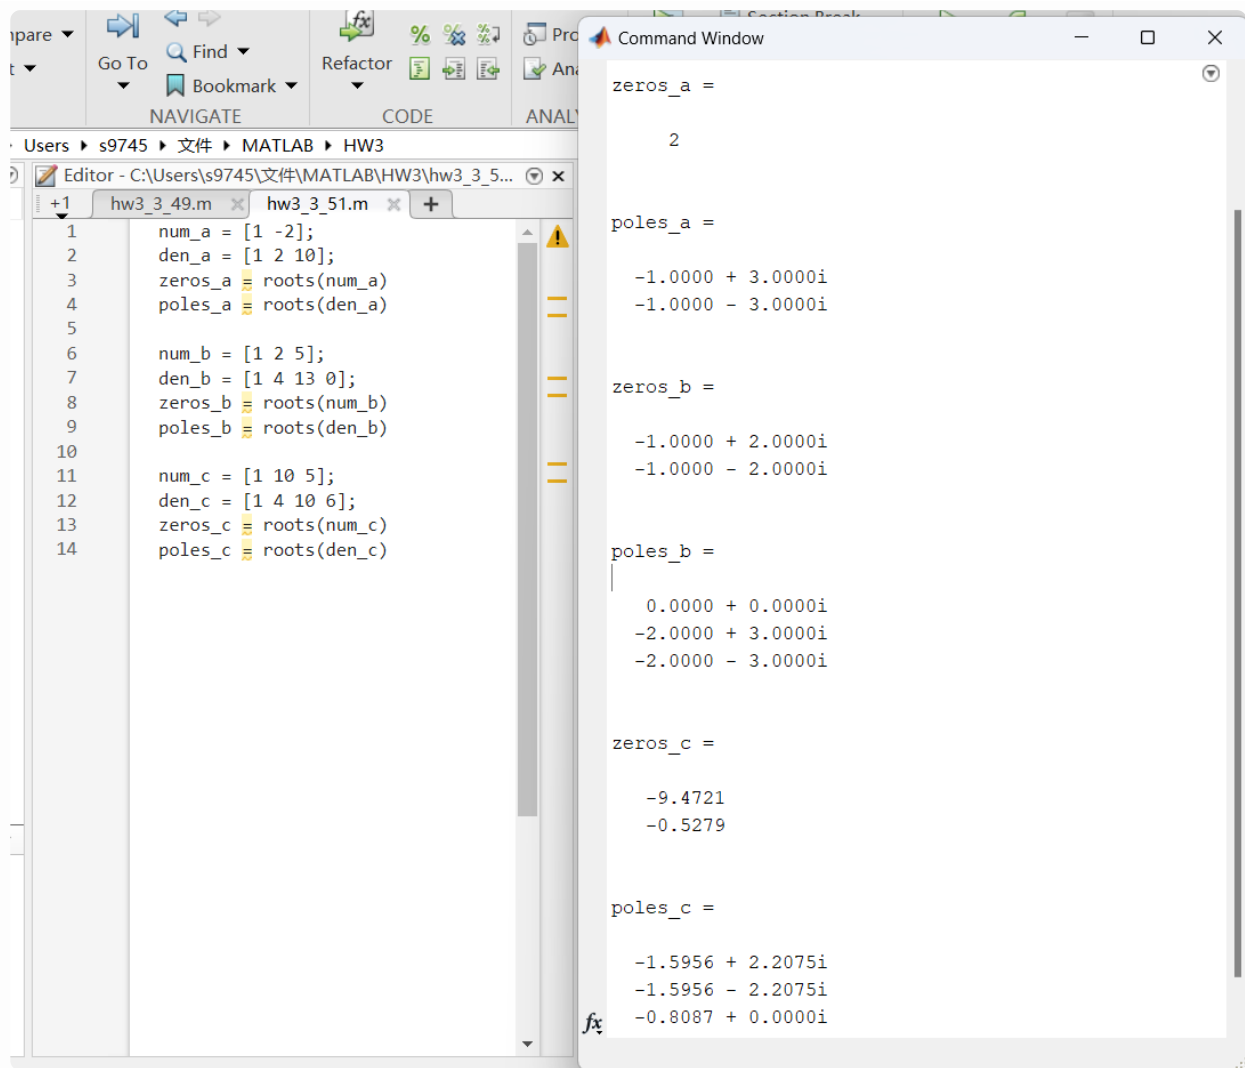 Go To
Find
Bookmark
NAVIGATE
Refactor
CODE
Section Break
Users ▸ s9745 ▸ 文件 ▸ MATLAB ▸ HW3
Editor - C:\Users\s9745\文件\MATLAB\HW3\hw3_3_5...
+1 hw3_3_49.m hw3_3_51.m +
1 num_a = [1 -2];
2 den_a = [1 2 10];
3 zeros_a = roots(num_a)
4 poles_a = roots(den_a)
5
6 num_b = [1 2 5];
7 den_b = [1 4 13 0];
8 zeros_b = roots(num_b)
9 poles_b = roots(den_b)
10
11 num_c = [1 10 5];
12 den_c = [1 4 10 6];
13 zeros_c = roots(num_c)
14 poles_c = roots(den_c)
Command Window
zeros_a =
2
poles_a =
-1.0000 + 3.0000i
-1.0000 - 3.0000i
zeros_b =
-1.0000 + 2.0000i
-1.0000 - 2.0000i
poles_b =
0.0000 + 0.0000i
-2.0000 + 3.0000i
-2.0000 - 3.0000i
zeros_c =
-9.4721
-0.5279
poles_c =
-1.5956 + 2.2075i
-1.5956 - 2.2075i
-0.8087 + 0.0000i
fx